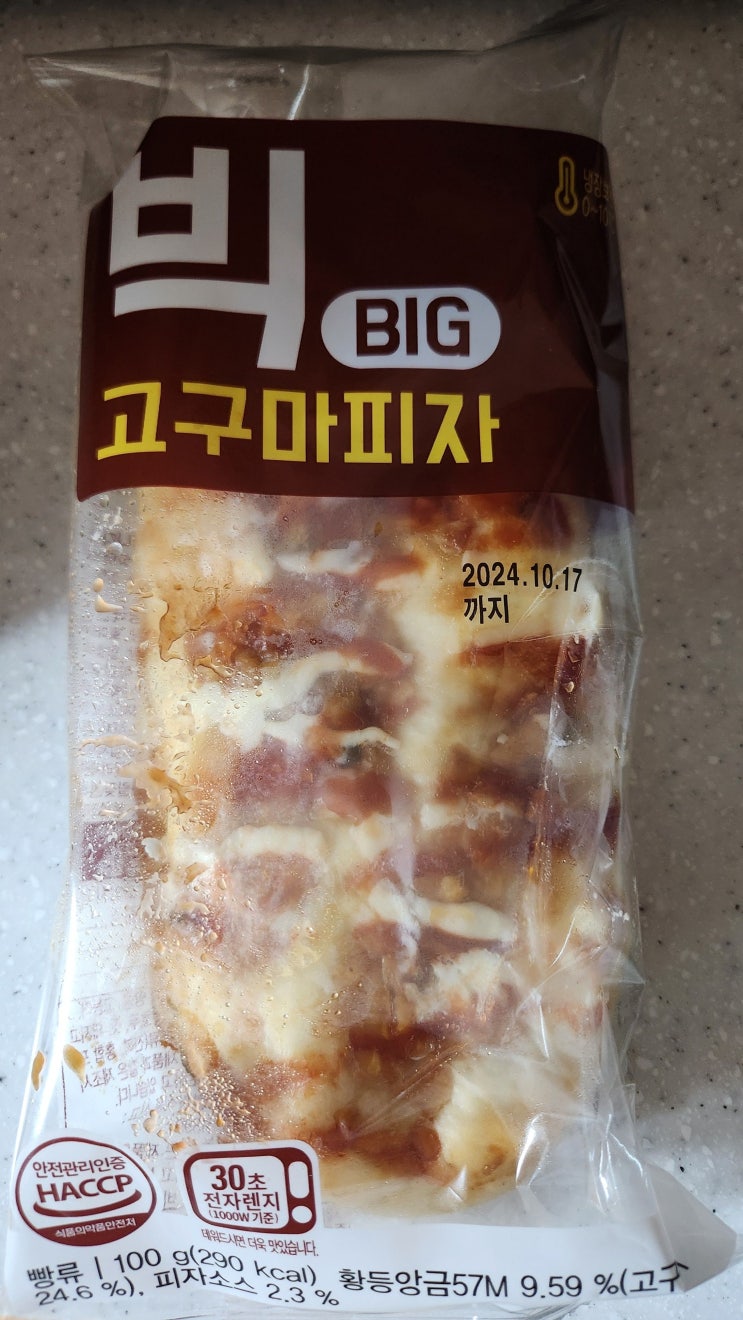 빅
BIG
고구마피자
2024.10.17
까지
안전관리인증
HACCP
식품의약품안전처
30초
전자렌지
(1000W 기준)
데워드시면 더욱 맛있습니다.
빵류 | 100 g(290 kcal) 황등앙금57M 9.59 %(고구
24.6 %), 피자소스 2.3 %